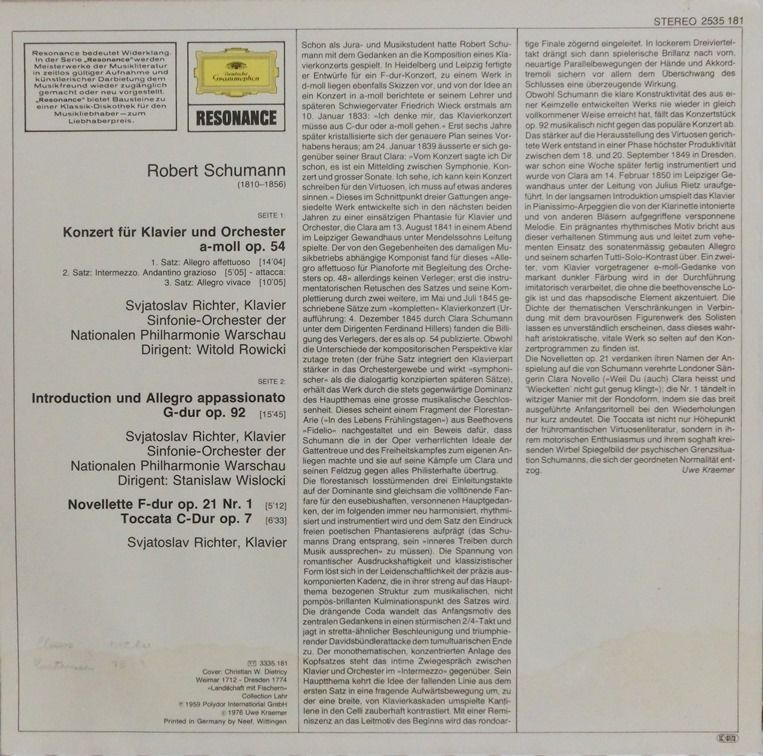 STEREO 2535 181
Resonance bedeutet Widerklang.
In der Serie „Resonance“ werden
Meisterwerke der Musikliteratur
in zeitlos gültiger Aufnahme und
künstlerischer Darbietung dem
Musikfreund wieder zugänglich
gemacht oder neu vorgestellt.
„Resonance“ bietet Bausteine zu
einer Klassik-Diskothek für den
Musikliebhaber – zum
Liebhaberpreis.
Deutsche
Grammophon
RESONANCE
Robert Schumann
(1810–1856)
SEITE 1:
Konzert für Klavier und Orchester
a-moll op. 54
1. Satz: Allegro affettuoso [14'04]
2. Satz: Intermezzo. Andantino grazioso [5'05] - attacca:
3. Satz: Allegro vivace [10'05]
Svjatoslav Richter, Klavier
Sinfonie-Orchester der
Nationalen Philharmonie Warschau
Dirigent: Witold Rowicki
SEITE 2:
Introduction und Allegro appassionato
G-dur op. 92 [15'45]
Svjatoslav Richter, Klavier
Sinfonie-Orchester der
Nationalen Philharmonie Warschau
Dirigent: Stanislaw Wislocki
Novellette F-dur op. 21 Nr. 1 [5'12]
Toccata C-Dur op. 7 [6'33]
Svjatoslav Richter, Klavier
3335 181
Cover: Christian W. Dietricy
Weimar 1712 - Dresden 1774
»Landschaft mit Fischern«
Collection Lahr
℗ 1959 Polydor International GmbH
© 1976 Uwe Kraemer
Printed in Germany by Neef, Wittingen
Schon als Jura- und Musikstudent hatte Robert Schu-
mann mit dem Gedanken an die Komposition eines Kla-
vierkonzerts gespielt. In Heidelberg und Leipzig fertigte
er Entwürfe für ein F-dur-Konzert, zu einem Werk in
d-moll liegen ebenfalls Skizzen vor, und von der Idee an
ein Konzert in a-moll berichtete er seinem Lehrer und
späteren Schwiegervater Friedrich Wieck erstmals am
10. Januar 1833: »Ich denke mir, das Klavierkonzert
müsse aus C-dur oder a-moll gehen.« Erst sechs Jahre
später kristallisierte sich der genauere Plan seines Vor-
habens heraus; am 24. Januar 1839 äusserte er sich ge-
genüber seiner Braut Clara: »Vom Konzert sagte ich Dir
schon, es ist ein Mittelding zwischen Symphonie, Kon-
zert und grosser Sonate. Ich sehe, ich kann kein Konzert
schreiben für den Virtuosen, ich muss auf etwas anderes
sinnen.« Dieses im Schnittpunkt dreier Gattungen ange-
siedelte Werk entwickelte sich in den nächsten beiden
Jahren zu einer einsätzigen Phantasie für Klavier und
Orchester, die Clara am 13. August 1841 in einem Abend
im Leipziger Gewandhaus unter Mendelssohns Leitung
spielte. Der von den Gegebenheiten des damaligen Mu-
sikbetriebs abhängige Komponist fand für dieses »Alle-
gro affettuoso für Pianoforte mit Begleitung des Orche-
sters op. 48« allerdings keinen Verleger; erst die instru-
mentatorischen Retuschen des Satzes und seine Kom-
plettierung durch zwei weitere, im Mai und Juli 1845 ge-
schriebene Sätze zum »kompletten« Klavierkonzert (Ur-
aufführung: 4. Dezember 1845 durch Clara Schumann
unter dem Dirigenten Ferdinand Hillers) fanden die Billi-
gung des Verlegers, der es als op. 54 publizierte. Obwohl
die Unterschiede der kompositorischen Perspektive klar
zutage treten (der frühe Satz integriert den Klavierpart
stärker in das Orchestergewebe und wirkt »symphoni-
scher« als die dialogartig konzipierten späteren Sätze),
erhält das Werk durch die stets gegenwärtige Dominanz
des Hauptthemas eine grosse musikalische Geschlos-
senheit. Dieses scheint einem Fragment der Florestan-
Arie (»In des Lebens Frühlingstagen«) aus Beethovens
»Fidelio« nachgestaltet und ein Beweis dafür, dass
Schumann die in der Oper verherrlichten Ideale der
Gattentreue und des Freiheitskampfes zum eigenen An-
liegen machte und sie auf seine Kämpfe um Clara und
seinen Feldzug gegen alles Philisterhafte übertrug.
Die florestanisch losstürmenden drei Einleitungstakte
auf der Dominante sind gleichsam die volltönende Fan-
fare für den eusebiushaften, versonnenen Hauptgedan-
ken, der im folgenden immer neu harmonisiert, rhythmi-
siert und instrumentiert wird und dem Satz den Eindruck
freien poetischen Phantasierens aufprägt (das Schu-
manns Drang entsprang, sein »inneres Treiben durch
Musik aussprechen« zu müssen). Die Spannung von
romantischer Ausdruckshaftigkeit und klassizistischer
Form löst sich in der Leidenschaftlichkeit der präzis aus-
komponierten Kadenz, die in ihrer streng auf das Haupt-
thema bezogenen Struktur zum musikalischen, nicht
pompös-brillanten Kulminationspunkt des Satzes wird.
Die drängende Coda wandelt das Anfangsmotiv des
zentralen Gedankens in einen stürmischen 2/4-Takt und
jagt in stretta-ähnlicher Beschleunigung und triumphie-
render Davidsbündlerattacke dem tumultuarischen Ende
zu. Der monothematischen, konzentrierten Anlage des
Kopfsatzes steht das intime Zwiegespräch zwischen
Klavier und Orchester im »Intermezzo« gegenüber. Sein
Hauptthema kehrt die Idee der fallenden Linie aus dem
ersten Satz in eine fragende Aufwärtsbewegung um, zu
der eine breite, von Klavierkaskaden umspielte Kanti-
lene in den Celli zauberhaft kontrastiert. Mit einer Remi-
niszenz an das Leitmotiv des Beginns wird das rondoar-
tige Finale zögernd eingeleitet. In lockerem Dreiviertel-
takt drängt sich dann spielerische Brillanz nach vorn,
neuartige Parallelbewegungen der Hände und Akkord-
tremoli sichern vor allem dem Überschwang des
Schlusses eine überzeugende Wirkung.
Obwohl Schumann die klare Konstruktivität des aus ei-
ner Keimzelle entwickelten Werks nie wieder in gleich
vollkommener Weise erreicht hat, fällt das Konzertstück
op. 92 musikalisch nicht gegen das populäre Konzert ab.
Das stärker auf die Herausstellung des Virtuosen gerich-
tete Werk entstand in einer Phase höchster Produktivität
zwischen dem 18. und 20. September 1849 in Dresden,
war schon eine Woche später fertig instrumentiert und
wurde von Clara am 14. Februar 1850 im Leipziger Ge-
wandhaus unter der Leitung von Julius Rietz uraufge-
führt. In der langsamen Introduction umspielt das Klavier
in Pianissimo-Arpeggien die von der Klarinette intonierte
und von anderen Bläsern aufgegriffene versponnene
Melodie. Ein prägnantes rhythmisches Motiv bricht aus
dieser verhaltenen Stimmung aus und leitet zum vehe-
menten Einsatz des sonatenmässig gebauten Allegro
und seinem scharfen Tutti-Solo-Kontrast über. Ein zwei-
ter, vom Klavier vorgetragener e-moll-Gedanke von
markant dunkler Färbung wird in der Durchführung
imitatorisch verarbeitet, die ohne die beethovensche Lo-
gik ist und das rhapsodische Element akzentuiert. Die
Dichte der thematischen Verschränkungen in Verbin-
dung mit dem bravourösen Figurenwerk des Solisten
lassen es unverständlich erscheinen, dass dieses wahr-
haft aristokratische, vitale Werk so selten auf den Kon-
zertprogrammen zu finden ist.
Die Novelletten op. 21 verdanken ihren Namen der An-
spielung auf die von Schumann verehrte Londoner Sän-
gerin Clara Novello (»Weil Du (auch) Clara heisst und
'Wiecketten' nicht gut genug klingt«); die Nr. 1 tändelt in
witziger Manier mit der Rondoform, indem sie das breit
ausgeführte Anfangsritornell bei den Wiederholungen
nur kurz andeutet. Die Toccata ist nicht nur Höhepunkt
der frühromantischen Virtuosenliteratur, sondern in ih-
rem motorischen Enthusiasmus und ihrem soghaft krei-
senden Wirbel Spiegelbild der psychischen Grenzsitua-
tion Schumanns, die sich der geordneten Normalität ent-
zog.
Uwe Kraemer